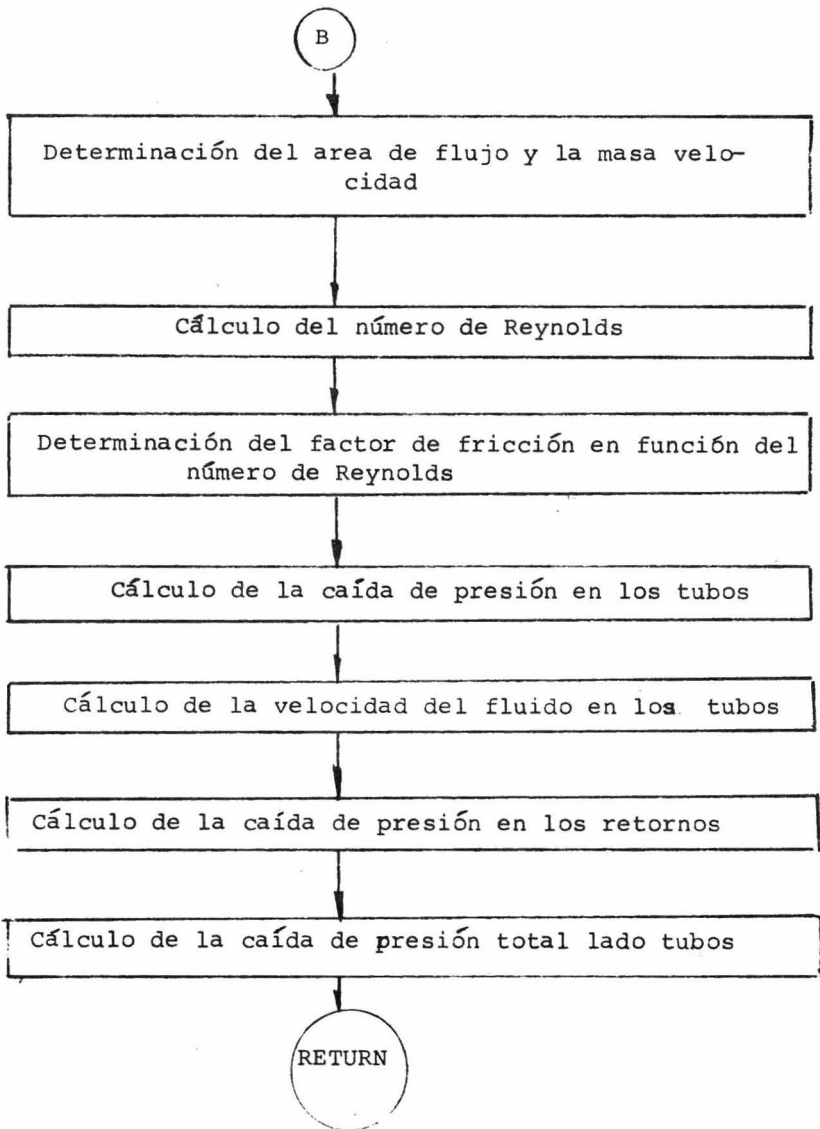 B
Determinación del area de flujo y la masa velo-
cidad
Cálculo del número de Reynolds
Determinación del factor de fricción en función del
número de Reynolds
Cálculo de la caída de presión en los tubos
Cálculo de la velocidad del fluido en los tubos
Cálculo de la caída de presión en los retornos
Cálculo de la caída de presión total lado tubos
RETURN